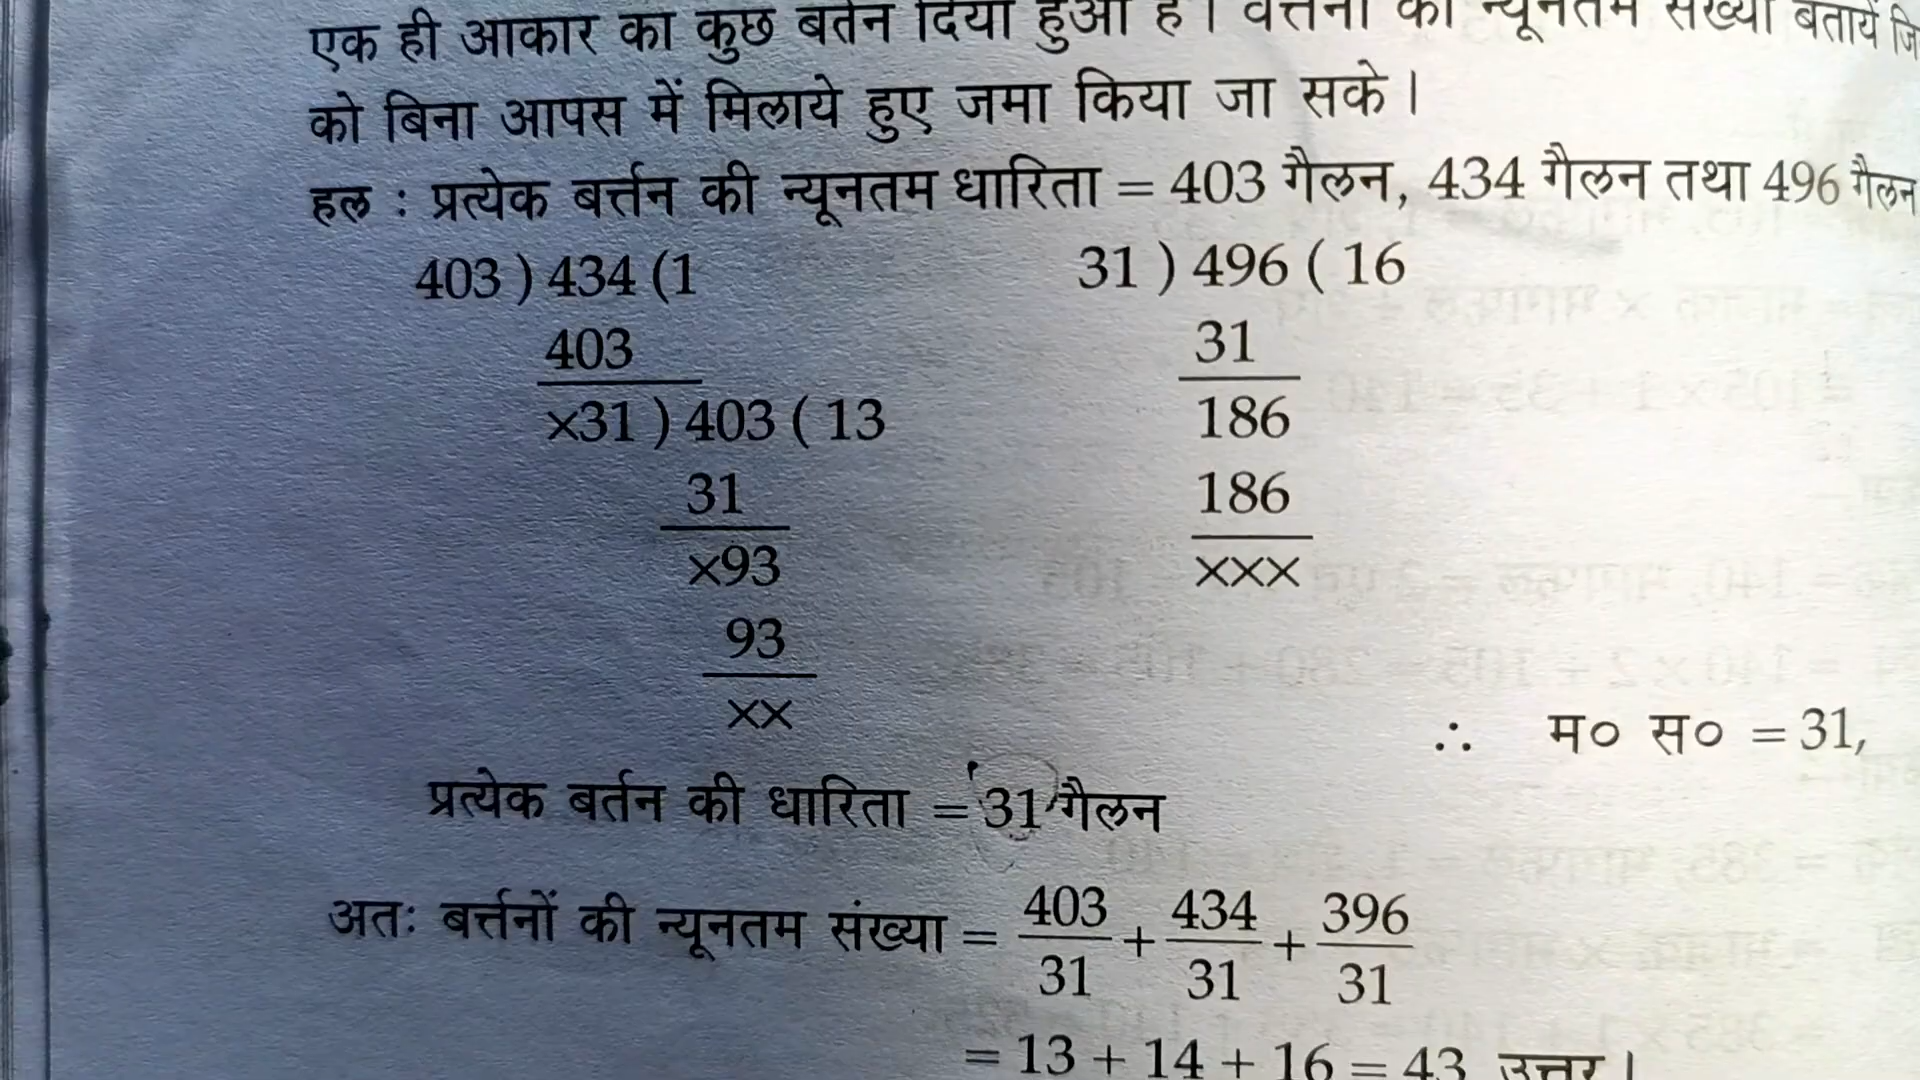 एक ही आकार का कुछ बर्तन दिया हुआ है। वर्त्तनों की न्यूनतम संख्या बतायें
को बिना आपस में मिलाये हुए जमा किया जा सके।
हल : प्रत्येक बर्त्तन की न्यूनतम धारिता = 403 गैलन, 434 गैलन तथा 496 गैलन
403 ) 434 (1
403
×31 ) 403 ( 13
31
×93
93
××
31 ) 496 ( 16
31
186
186
×××
∴ म० स० = 31,
प्रत्येक बर्तन की धारिता = 31 गैलन
अतः बर्त्तनों की न्यूनतम संख्या = 403/31 + 434/31 + 396/31
= 13 + 14 + 16 = 43 उत्तर।